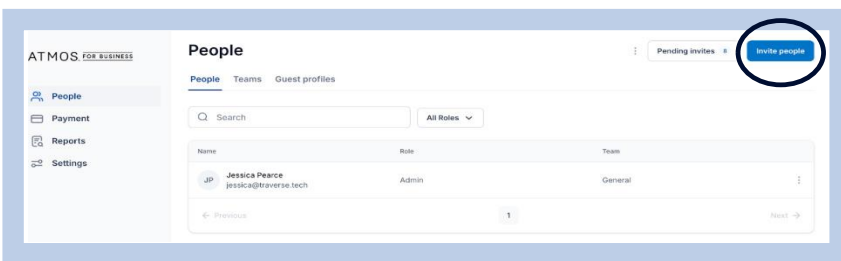 ATMOS FOR BUSINESS
People
Payment
Reports
Settings
People
Pending invites 8
Invite people
People Teams Guest profiles
Search
All Roles
Name Role Team
JP Jessica Pearce Admin General
jessica@traverse.tech
← Previous 1 Next →